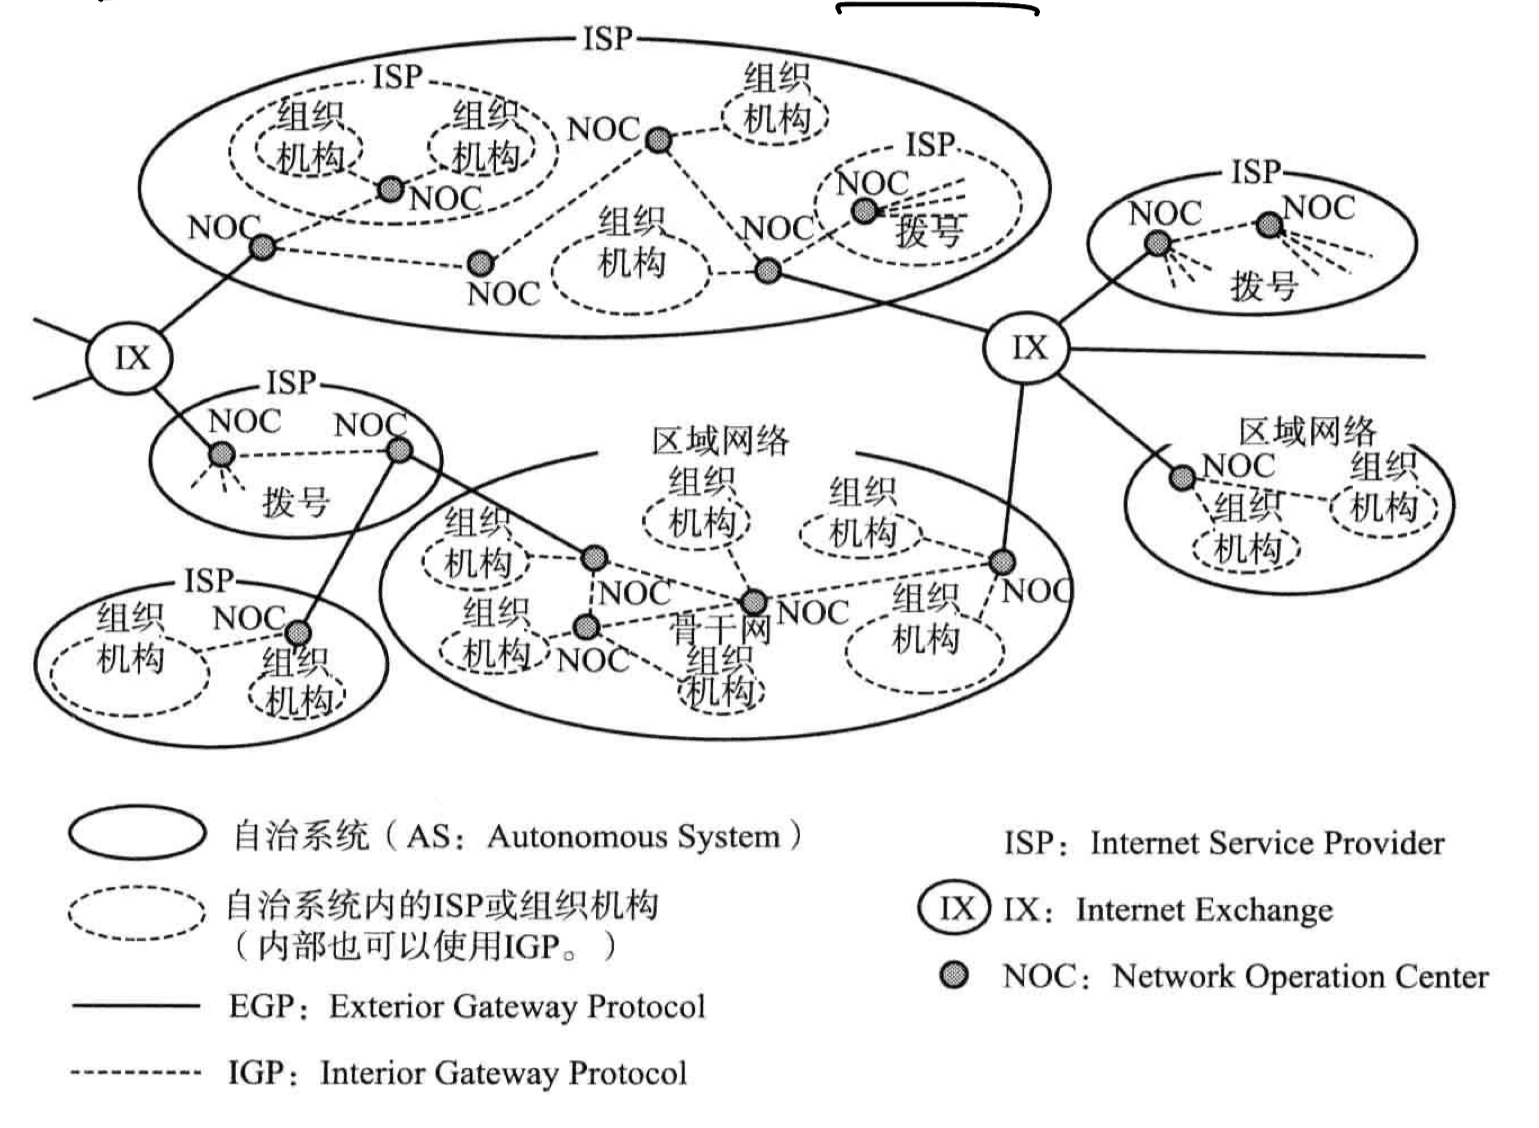 ISP
ISP
组织
机构
组织
机构
NOC
NOC
NOC
NOC
组织
机构
组织
机构
NOC
ISP
NOC
拨号
ISP
NOC
NOC
拨号
IX
IX
ISP
NOC
NOC
拨号
ISP
组织
机构
NOC
组织
机构
区域网络
组织
机构
组织
机构
组织
机构
NOC
组织
机构
NOC
NOC
骨干网
组织
机构
组织
机构
NOC
区域网络
NOC
组织
机构
组织
机构
自治系统（AS：Autonomous System）
自治系统内的ISP或组织机构
（内部也可以使用IGP。）
EGP：Exterior Gateway Protocol
IGP：Interior Gateway Protocol
ISP：Internet Service Provider
IX
IX：Internet Exchange
NOC：Network Operation Center